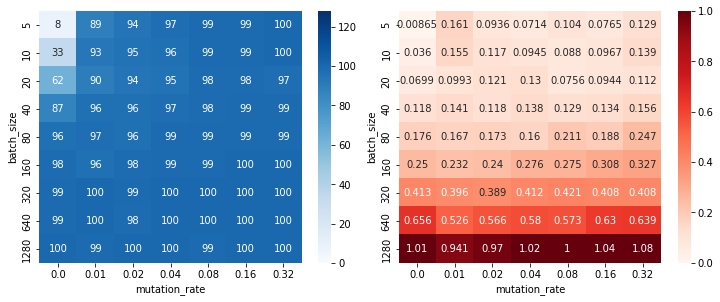 batch_size
5 8 89 94 97 99 99 100
10 33 93 95 96 99 99 100
20 62 90 94 95 98 98 97
40 87 96 96 97 98 99 99
80 96 97 96 99 99 99 99
160 98 96 98 99 99 100 100
320 99 100 99 100 100 100 100
640 99 100 98 100 100 100 100
1280 100 99 100 100 99 100 100
0.0 0.01 0.02 0.04 0.08 0.16 0.32
mutation_rate
120
100
80
60
40
20
0
batch_size
5 -0.00865 0.161 0.0936 0.0714 0.104 0.0765 0.129
10 0.036 0.155 0.117 0.0945 0.088 0.0967 0.139
20 -0.0699 0.0993 0.121 0.13 0.0756 0.0944 0.112
40 0.118 0.141 0.118 0.138 0.129 0.134 0.156
80 0.176 0.167 0.173 0.16 0.211 0.188 0.247
160 0.25 0.232 0.24 0.276 0.275 0.308 0.327
320 0.413 0.396 0.389 0.412 0.421 0.408 0.408
640 0.656 0.526 0.566 0.58 0.573 0.63 0.639
1280 1.01 0.941 0.97 1.02 1 1.04 1.08
0.0 0.01 0.02 0.04 0.08 0.16 0.32
mutation_rate
1.0
0.8
0.6
0.4
0.2
0.0